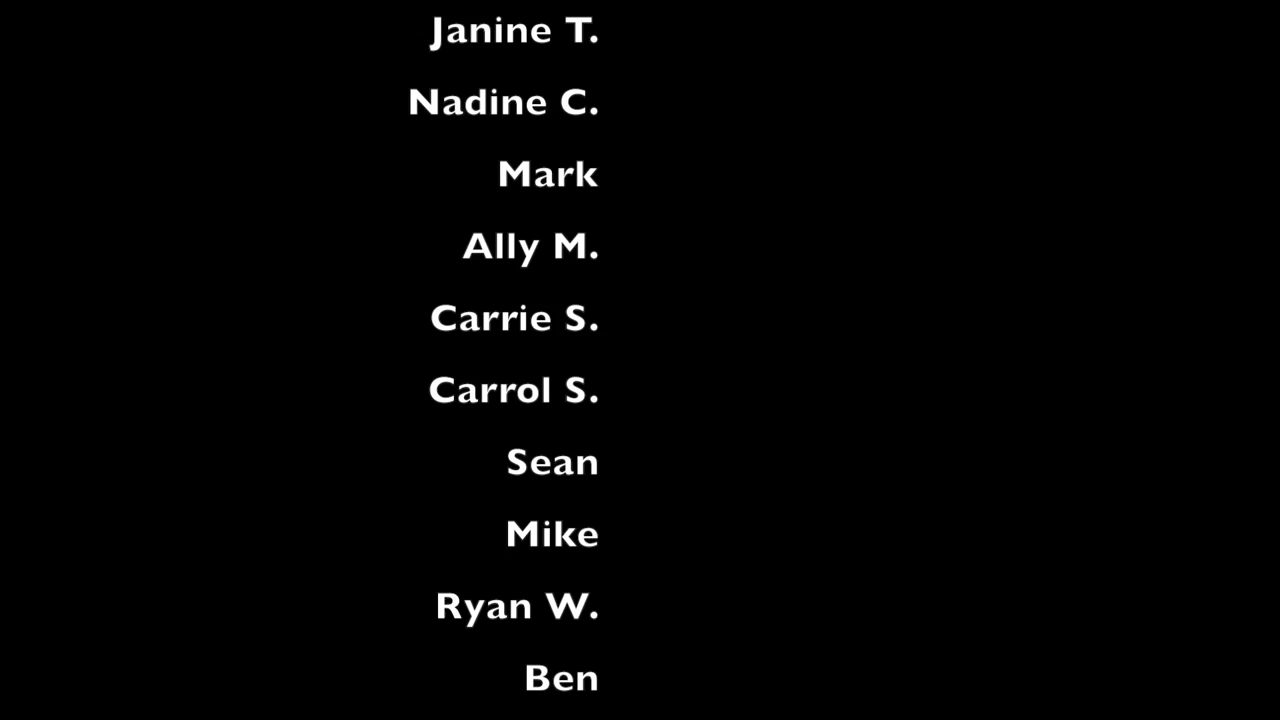 Janine T.
Nadine C.
Mark
Ally M.
Carrie S.
Carrol S.
Sean
Mike
Ryan W.
Ben